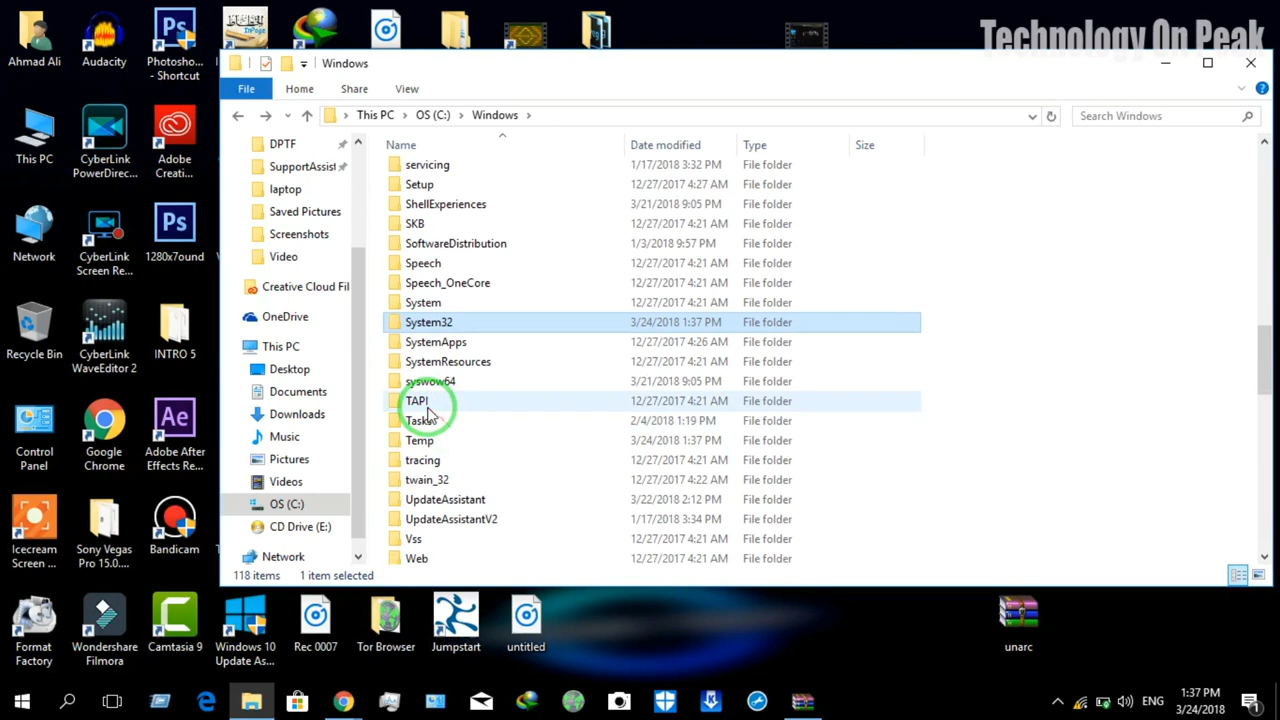 Technology On Peak
Ahmad Ali
Audacity
Photosho...
- Shortcut
This PC
CyberLink
PowerDirec...
Adobe
Creati...
Network
CyberLink
Screen Re...
1280x7ound
Recycle Bin
CyberLink
WaveEditor 2
INTRO 5
Control
Panel
Google
Chrome
Adobe After
Effects Re...
Icecream
Screen ...
Sony Vegas
Pro 15.0....
Bandicam
Format
Factory
Wondershare
Filmora
Camtasia 9
Windows 10
Update As...
Rec 0007
Tor Browser
Jumpstart
untitled
unarc
Windows
File Home Share View
This PC > OS (C:) > Windows >
Search Windows
DPTF
SupportAssist
laptop
Saved Pictures
Screenshots
Video
Creative Cloud Fil
OneDrive
This PC
Desktop
Documents
Downloads
Music
Pictures
Videos
OS (C:)
CD Drive (E:)
Network
Name Date modified Type Size
servicing 1/17/2018 3:32 PM File folder
Setup 12/27/2017 4:27 AM File folder
ShellExperiences 3/21/2018 9:05 PM File folder
SKB 12/27/2017 4:21 AM File folder
SoftwareDistribution 1/3/2018 9:57 PM File folder
Speech 12/27/2017 4:21 AM File folder
Speech_OneCore 12/27/2017 4:21 AM File folder
System 12/27/2017 4:21 AM File folder
System32 3/24/2018 1:37 PM File folder
SystemApps 12/27/2017 4:26 AM File folder
SystemResources 12/27/2017 4:21 AM File folder
syswow64 3/21/2018 9:05 PM File folder
TAPI 12/27/2017 4:21 AM File folder
Tasks 2/4/2018 1:19 PM File folder
Temp 3/24/2018 1:37 PM File folder
tracing 12/27/2017 4:21 AM File folder
twain_32 12/27/2017 4:22 AM File folder
UpdateAssistant 3/22/2018 2:12 PM File folder
UpdateAssistantV2 1/17/2018 3:34 PM File folder
Vss 12/27/2017 4:21 AM File folder
Web 12/27/2017 4:21 AM File folder
118 items 1 item selected
ENG
1:37 PM
3/24/2018